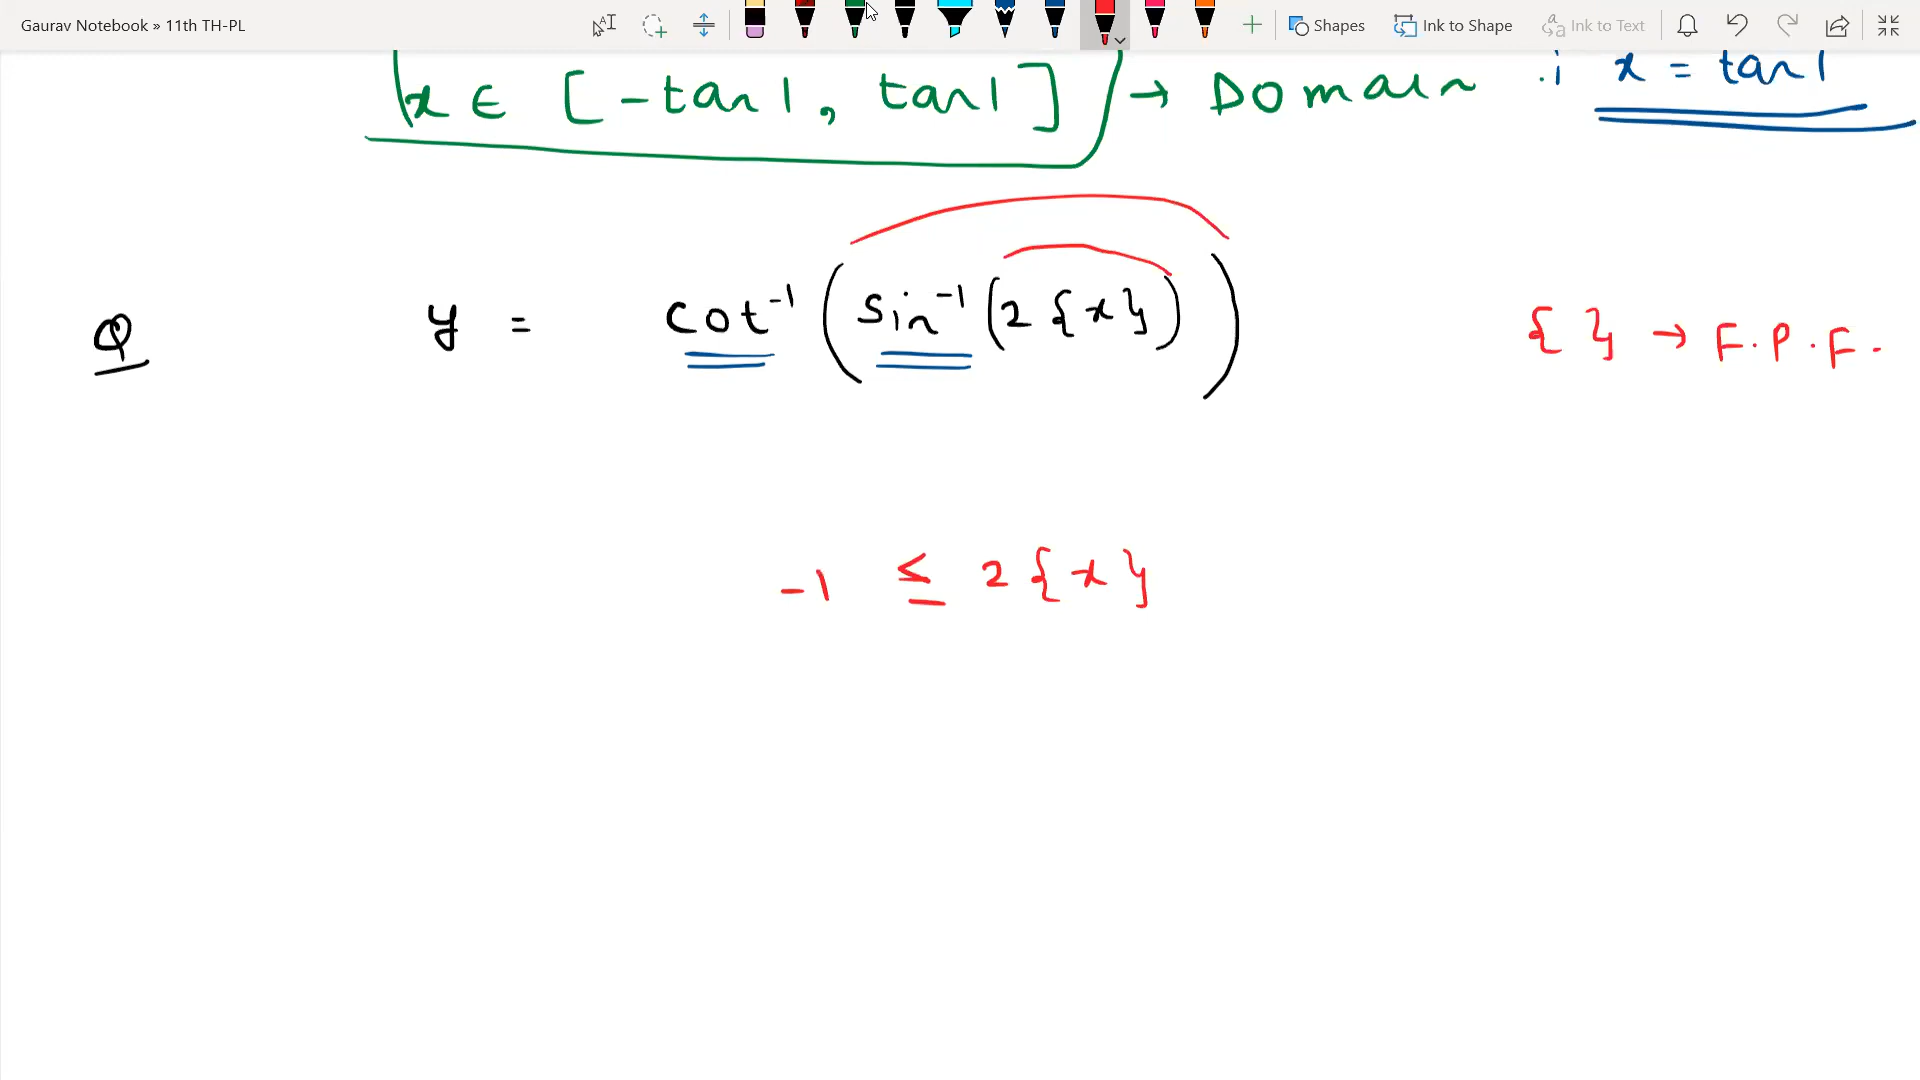 Gaurav Notebook » 11th TH-PL
Shapes
Ink to Shape
Ink to Text
x ∈ [-tan1, tan1] → Domain
∴ x = tan1
Q y = cot⁻¹(sin⁻¹(2{x}))
{ } → F.P.F.
-1 ≤ 2{x}